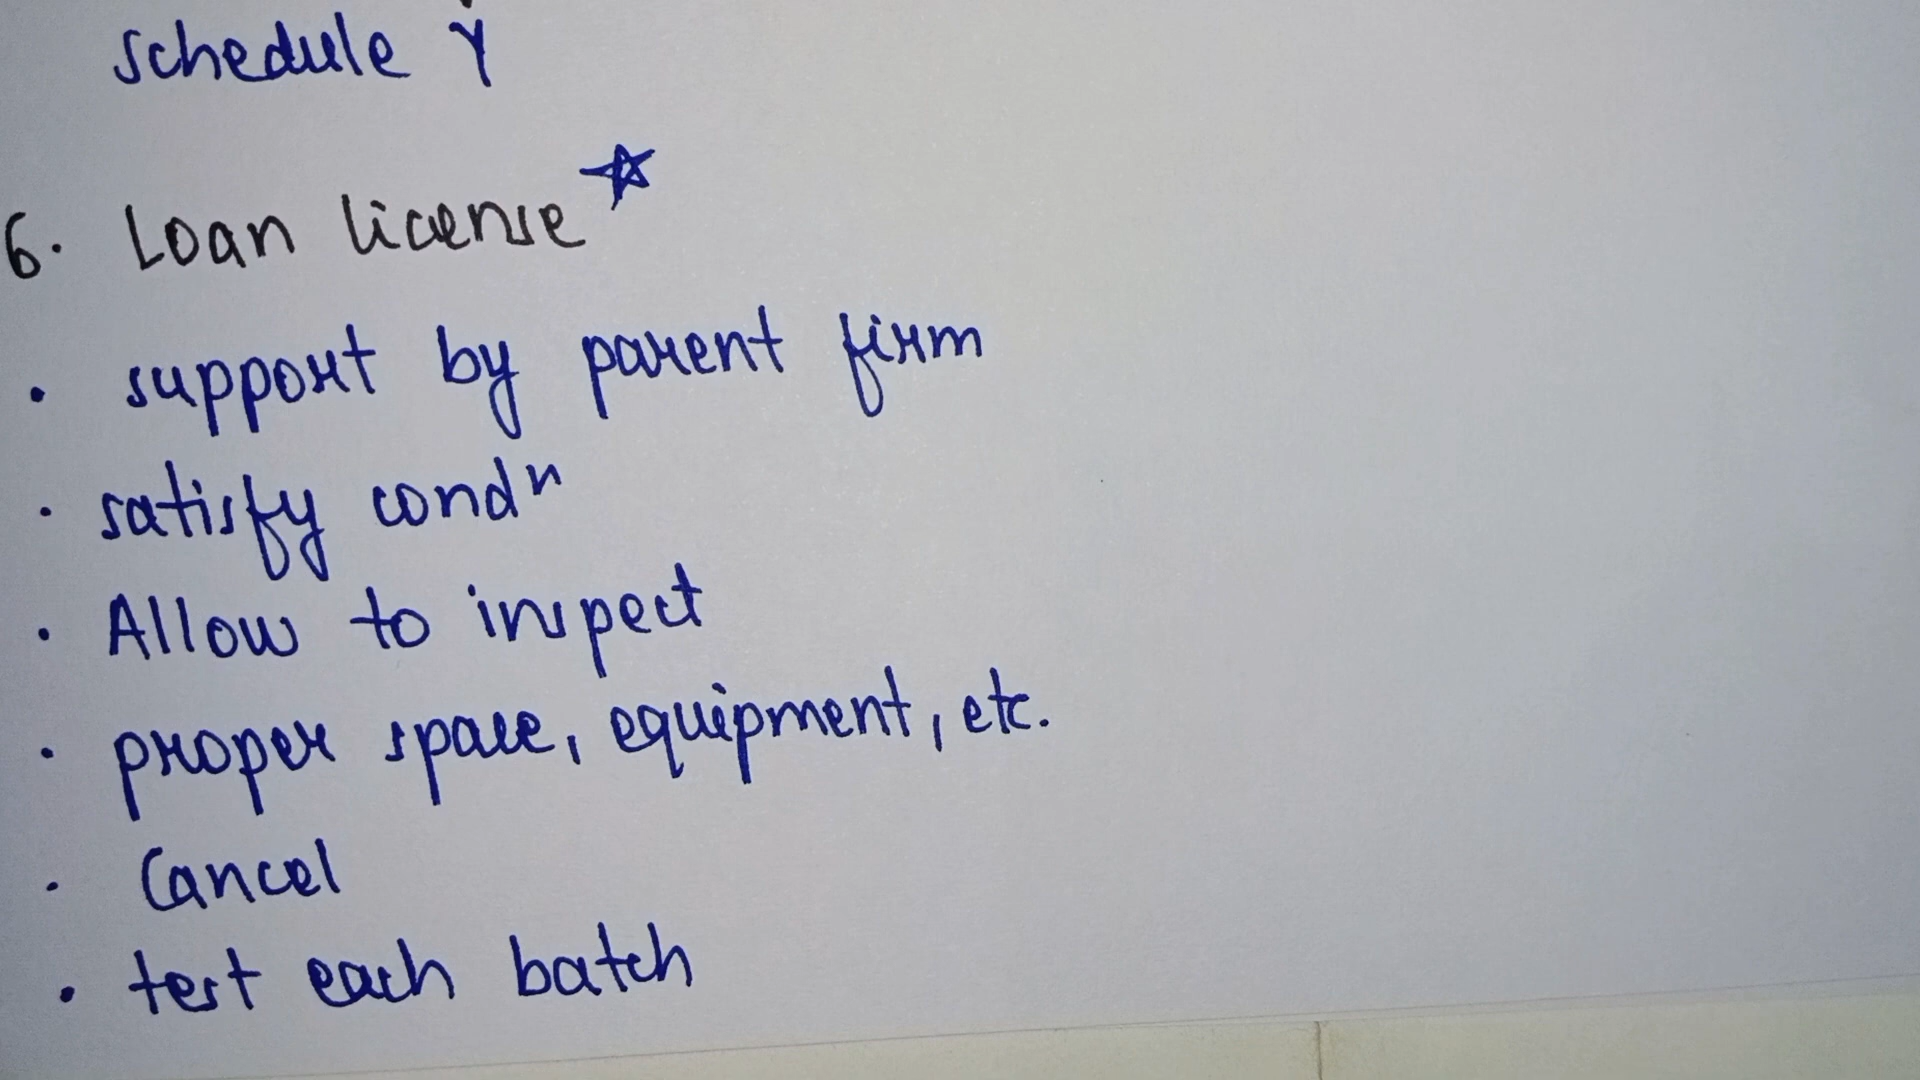 schedule Y
6. Loan license ☆
• support by parent firm
• satisfy condⁿ
• Allow to inspect
• proper space, equipment, etc.
• Cancel
• test each batch